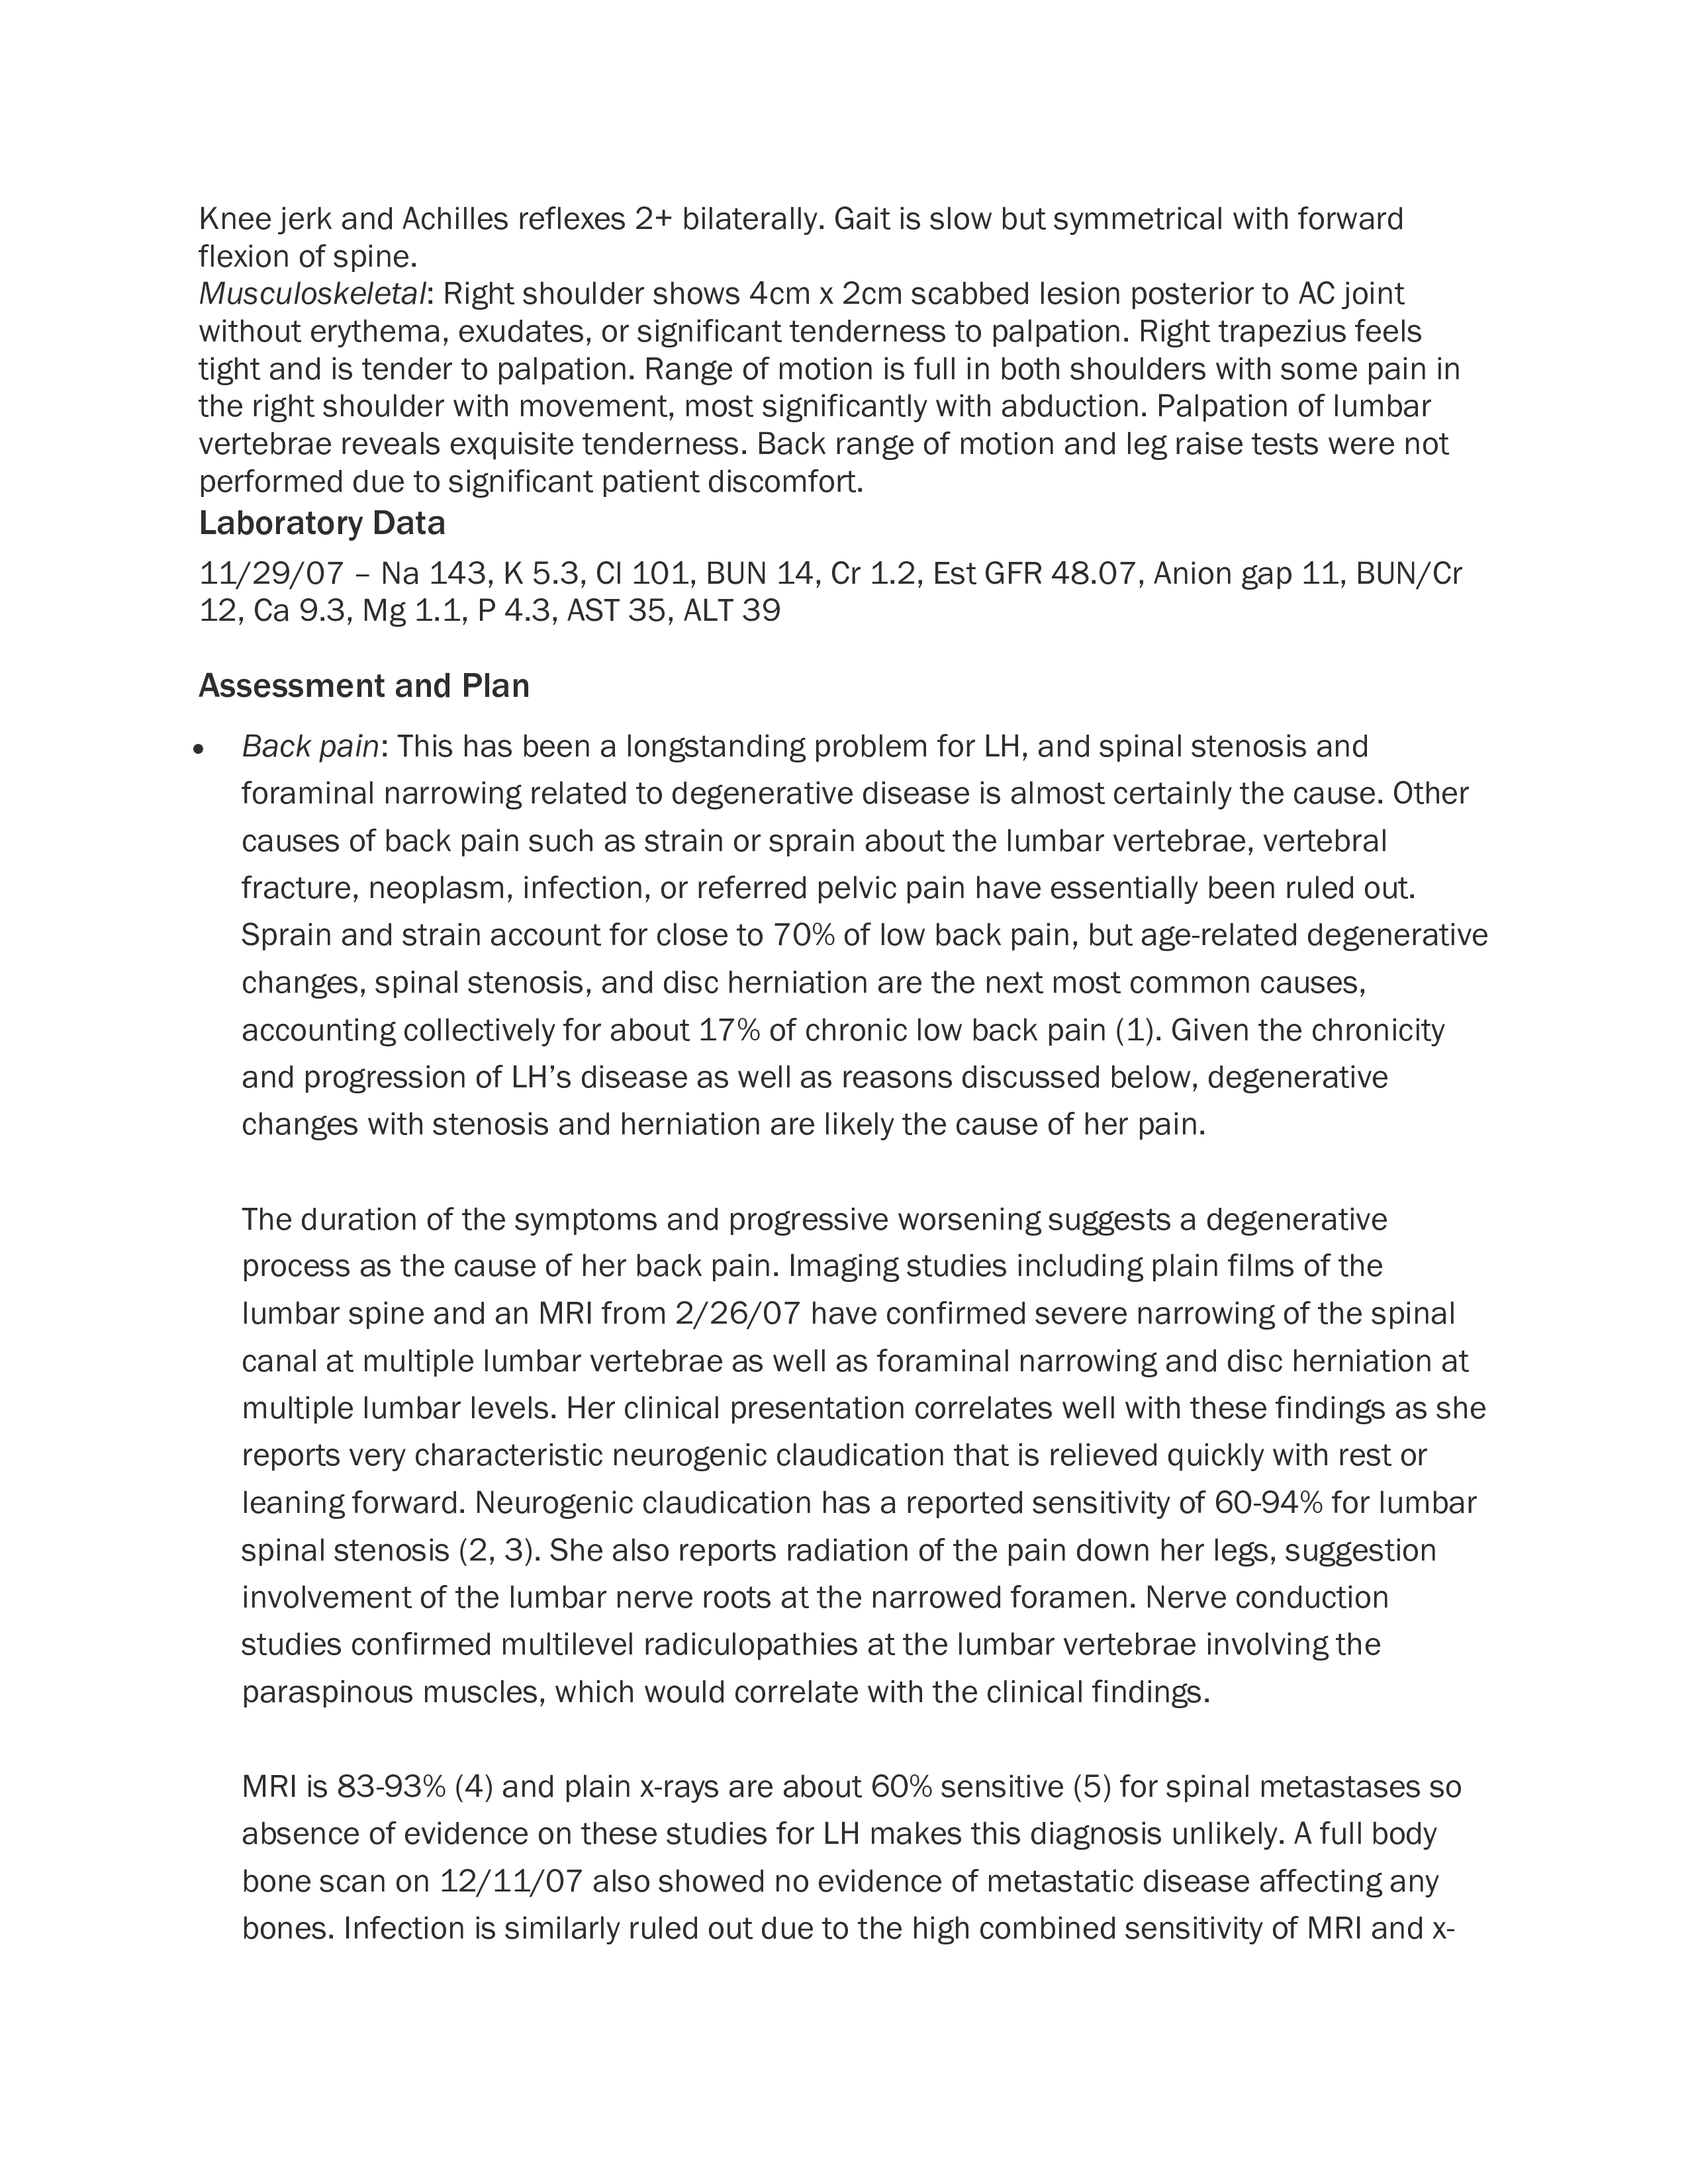 Knee jerk and Achilles reflexes 2+ bilaterally. Gait is slow but symmetrical with forward
flexion of spine.
Musculoskeletal: Right shoulder shows 4cm x 2cm scabbed lesion posterior to AC joint
without erythema, exudates, or significant tenderness to palpation. Right trapezius feels
tight and is tender to palpation. Range of motion is full in both shoulders with some pain in
the right shoulder with movement, most significantly with abduction. Palpation of lumbar
vertebrae reveals exquisite tenderness. Back range of motion and leg raise tests were not
performed due to significant patient discomfort.
Laboratory Data
11/29/07 – Na 143, K 5.3, Cl 101, BUN 14, Cr 1.2, Est GFR 48.07, Anion gap 11, BUN/Cr
12, Ca 9.3, Mg 1.1, P 4.3, AST 35, ALT 39
Assessment and Plan
• Back pain: This has been a longstanding problem for LH, and spinal stenosis and
foraminal narrowing related to degenerative disease is almost certainly the cause. Other
causes of back pain such as strain or sprain about the lumbar vertebrae, vertebral
fracture, neoplasm, infection, or referred pelvic pain have essentially been ruled out.
Sprain and strain account for close to 70% of low back pain, but age-related degenerative
changes, spinal stenosis, and disc herniation are the next most common causes,
accounting collectively for about 17% of chronic low back pain (1). Given the chronicity
and progression of LH’s disease as well as reasons discussed below, degenerative
changes with stenosis and herniation are likely the cause of her pain.
The duration of the symptoms and progressive worsening suggests a degenerative
process as the cause of her back pain. Imaging studies including plain films of the
lumbar spine and an MRI from 2/26/07 have confirmed severe narrowing of the spinal
canal at multiple lumbar vertebrae as well as foraminal narrowing and disc herniation at
multiple lumbar levels. Her clinical presentation correlates well with these findings as she
reports very characteristic neurogenic claudication that is relieved quickly with rest or
leaning forward. Neurogenic claudication has a reported sensitivity of 60-94% for lumbar
spinal stenosis (2, 3). She also reports radiation of the pain down her legs, suggestion
involvement of the lumbar nerve roots at the narrowed foramen. Nerve conduction
studies confirmed multilevel radiculopathies at the lumbar vertebrae involving the
paraspinous muscles, which would correlate with the clinical findings.
MRI is 83-93% (4) and plain x-rays are about 60% sensitive (5) for spinal metastases so
absence of evidence on these studies for LH makes this diagnosis unlikely. A full body
bone scan on 12/11/07 also showed no evidence of metastatic disease affecting any
bones. Infection is similarly ruled out due to the high combined sensitivity of MRI and x-